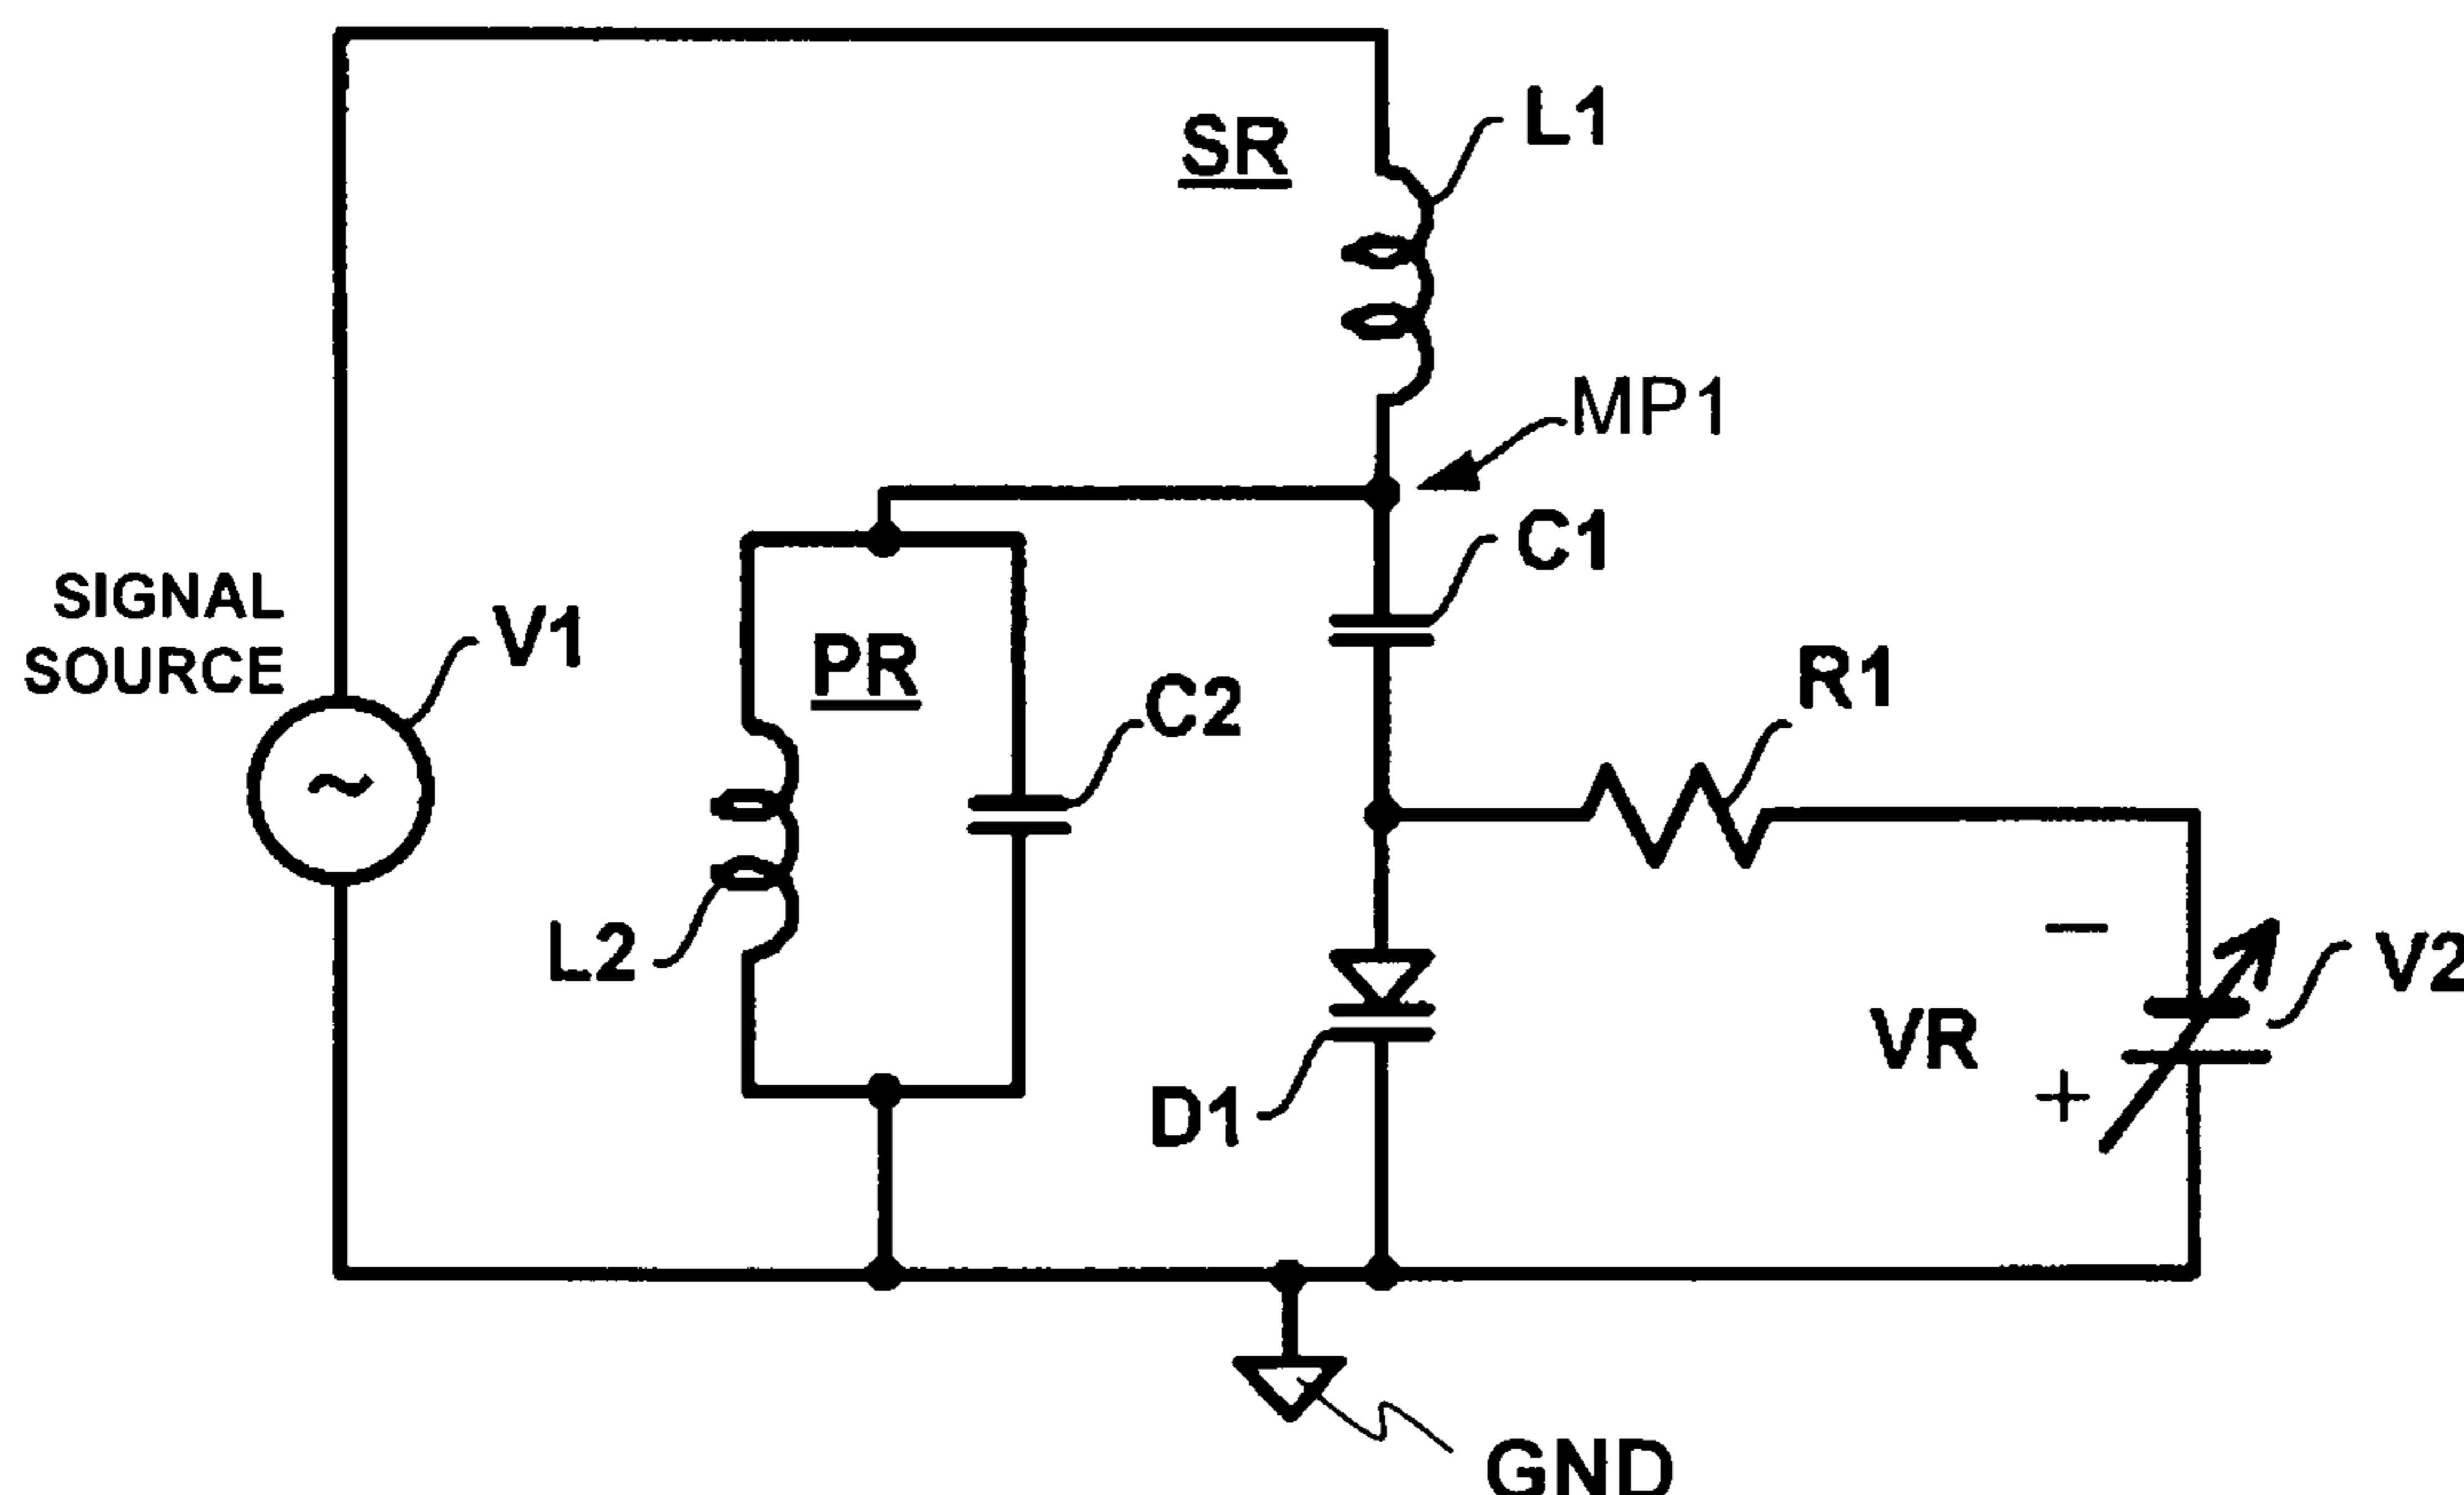 L1
SR
MP1
C1
SIGNAL
SOURCE
V1
PR
C2
R1
L2
V2
VR
−
+
D1
GND